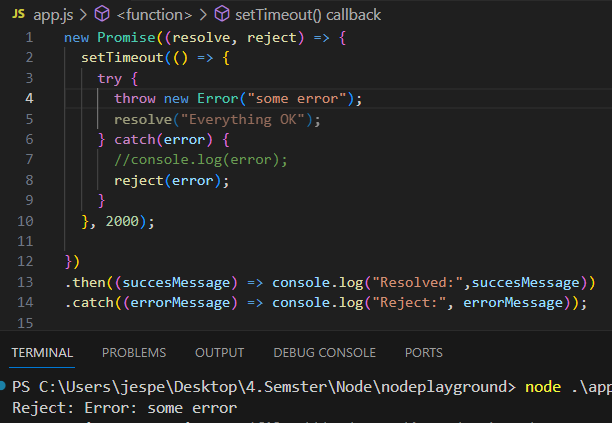 JS app.js > <function> > setTimeout() callback
1 new Promise((resolve, reject) => {
2 setTimeout(() => {
3 try {
4 throw new Error("some error");
5 resolve("Everything OK");
6 } catch(error) {
7 //console.log(error);
8 reject(error);
9 }
10 }, 2000);
11
12 })
13 .then((succesMessage) => console.log("Resolved:",succesMessage))
14 .catch((errorMessage) => console.log("Reject:", errorMessage));
15
TERMINAL PROBLEMS OUTPUT DEBUG CONSOLE PORTS
PS C:\Users\jespe\Desktop\4.Semster\Node\nodeplayground> node .\app
Reject: Error: some error